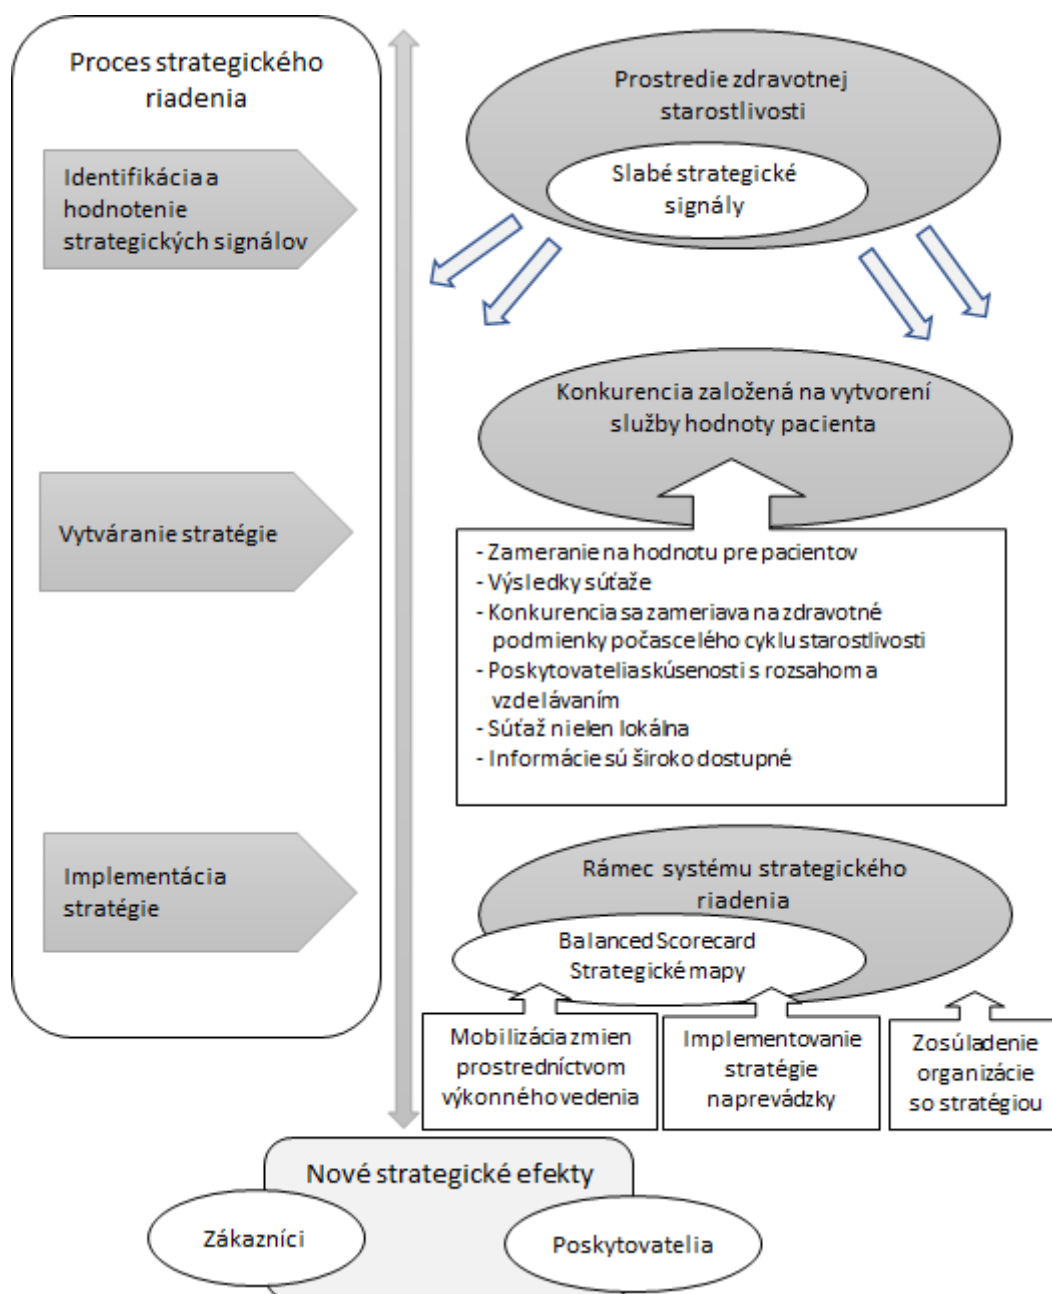 Proces strategického
riadenia
Identifikácia a
hodnotenie
strategických signálov
Vytváranie stratégie
Implementácia
stratégie
Prostredie zdravotnej
starostlivosti
Slabé strategické
signály
Konkurencia založená na vytvorení
služby hodnoty pacienta
- Zameranie na hodnotu pre pacientov
- Výsledky súťaže
- Konkurencia sa zameriava na zdravotné
podmienky počas celého cyklu starostlivosti
- Poskytovatelia skúsenosti s rozsahom a
vzdelávaním
- Súťaž nielen lokálna
- Informácie sú široko dostupné
Rámec systému strategického
riadenia
Balanced Scorecard
Strategické mapy
Mobilizácia zmien
prostredníctvom
výkonného vedenia
Implementovanie
stratégie
na prevádzky
Zosúladenie
organizácie
so stratégiou
Nové strategické efekty
Zákazníci
Poskytovatelia